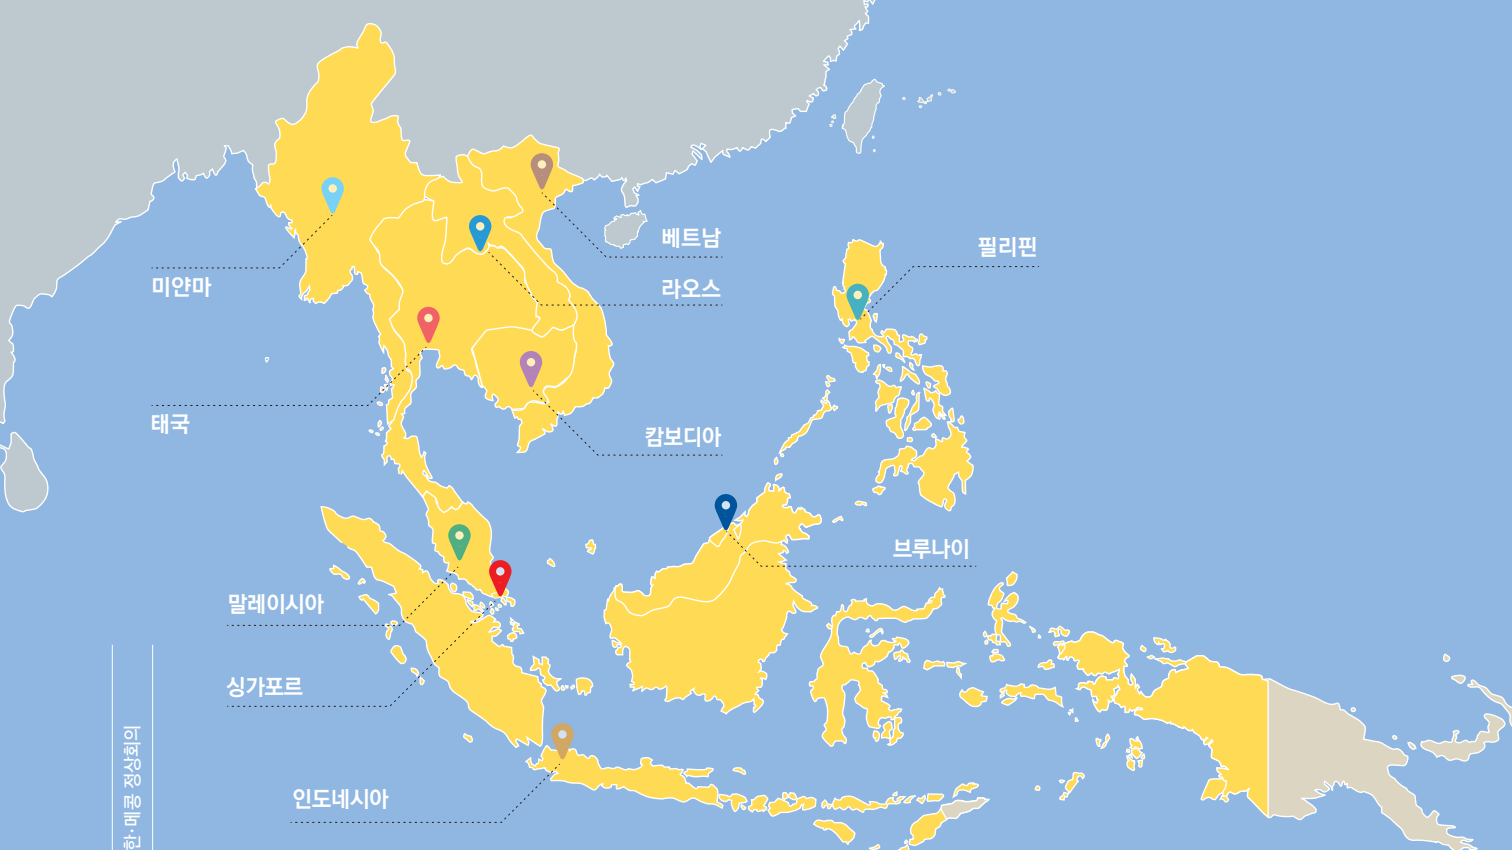 베트남
필리핀
미얀마
라오스
태국
캄보디아
브루나이
말레이시아
싱가포르
인도네시아
한·메콩 정상회의